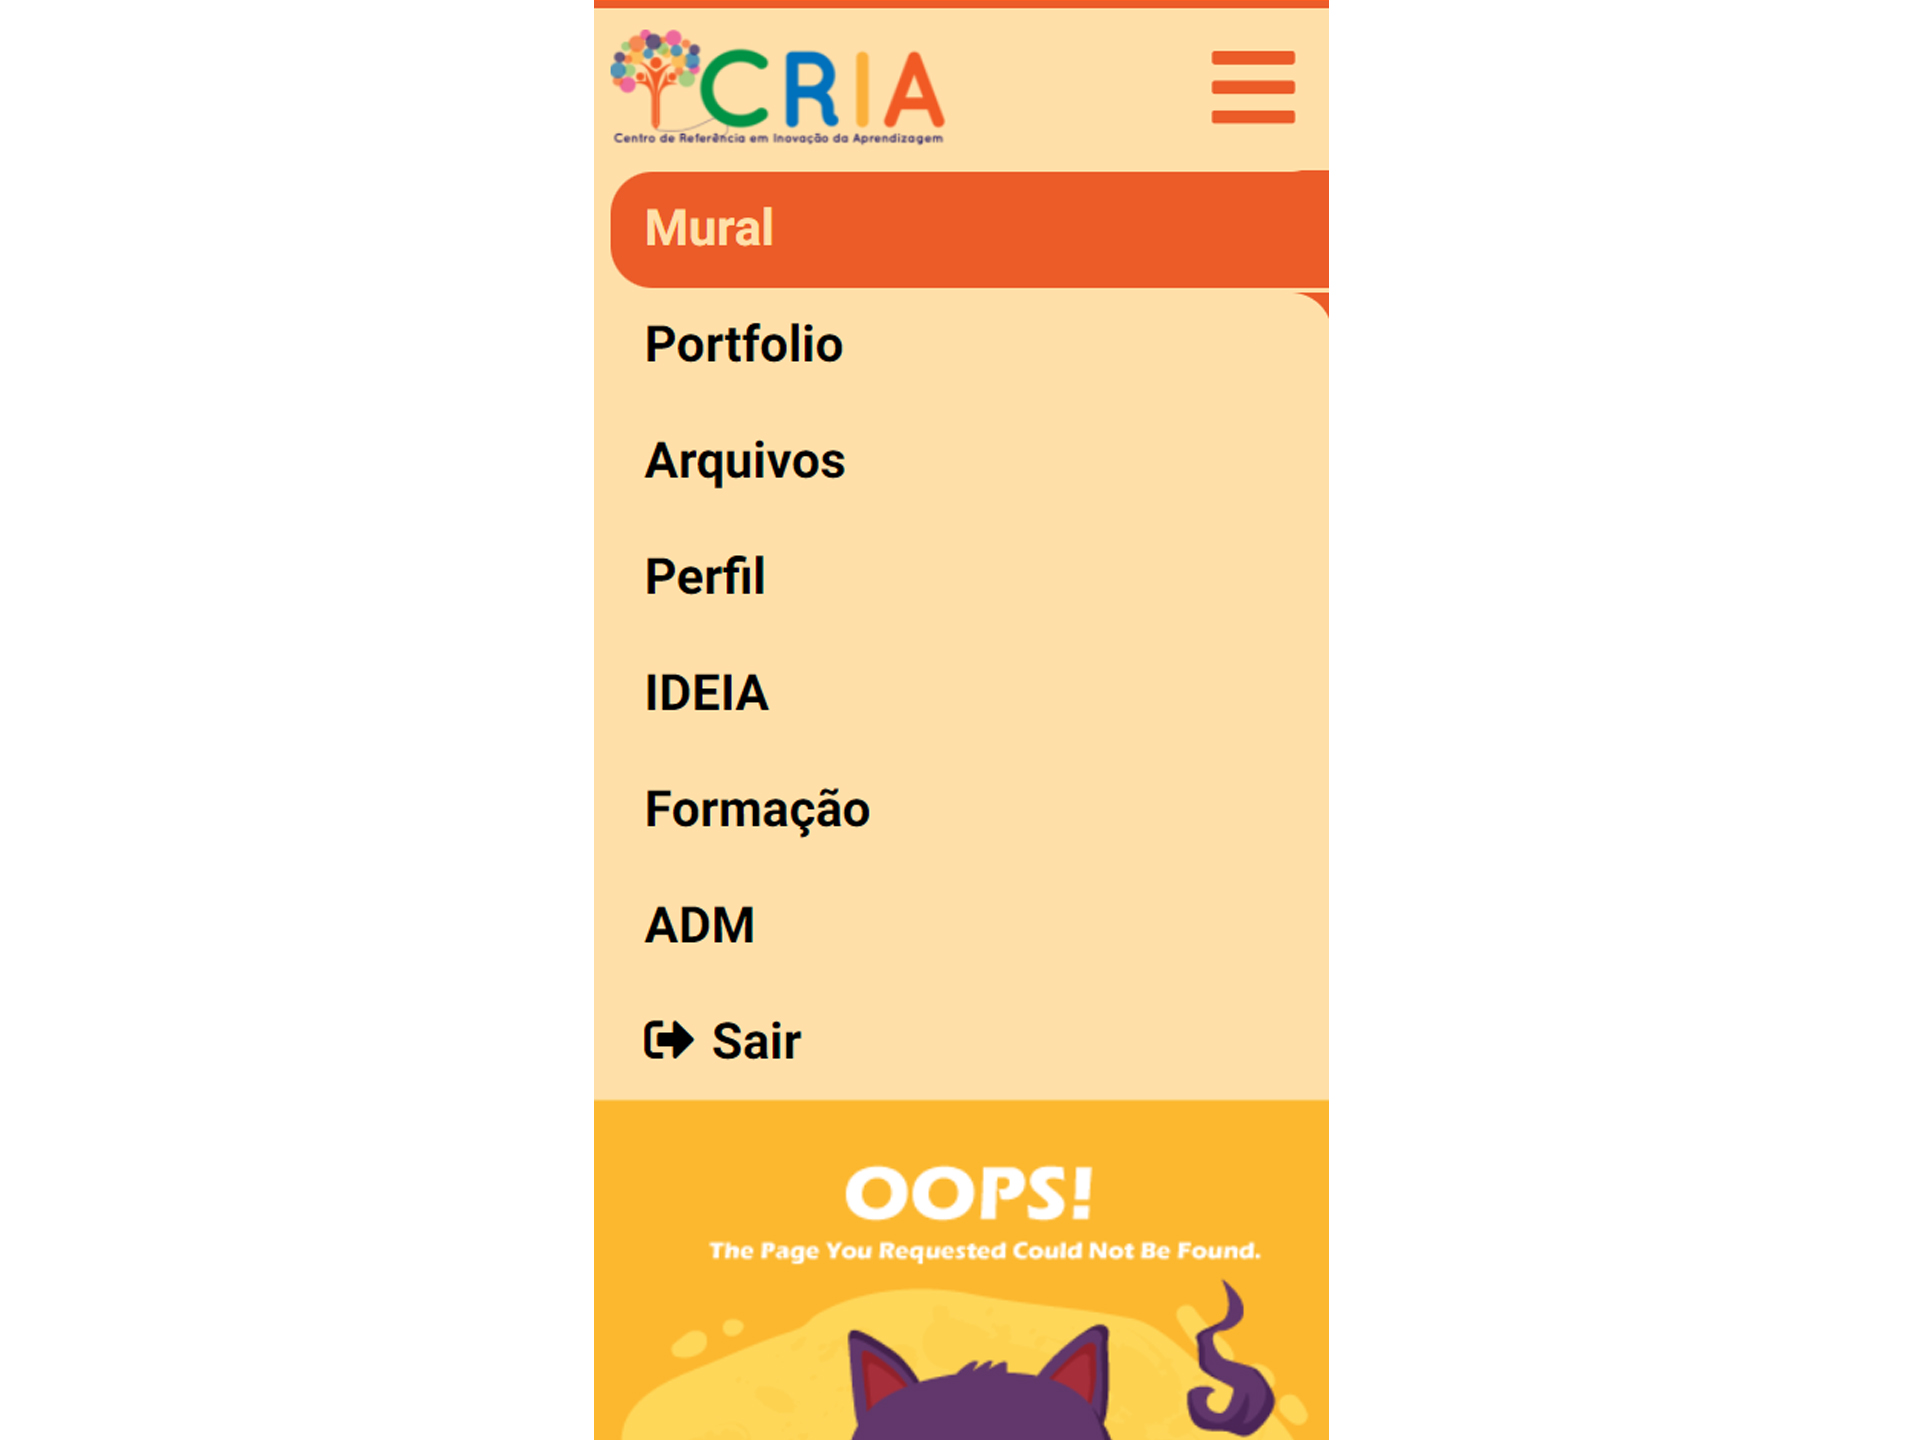 CRIA
Centro de Referência em Inovação da Aprendizagem
Mural
Portfolio
Arquivos
Perfil
IDEIA
Formação
ADM
Sair
OOPS!
The Page You Requested Could Not Be Found.